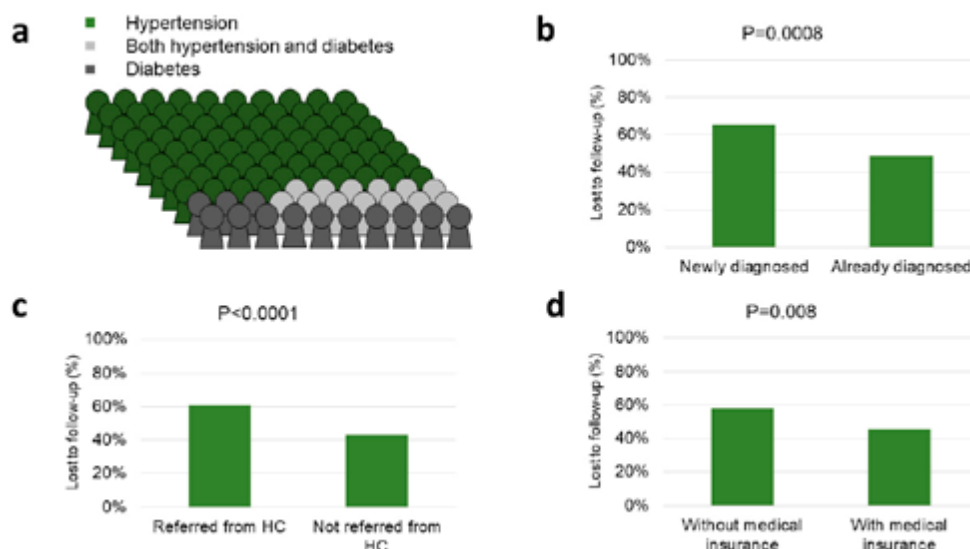 a
Hypertension
Both hypertension and diabetes
Diabetes
b
P=0.0008
Lost to follow-up (%)
100%
80%
60%
40%
20%
0%
Newly diagnosed
Already diagnosed
c
P<0.0001
Lost to follow-up (%)
100%
80%
60%
40%
20%
0%
Referred from HC
Not referred from
HC
d
P=0.008
Lost to follow-up (%)
100%
80%
60%
40%
20%
0%
Without medical
insurance
With medical
insurance